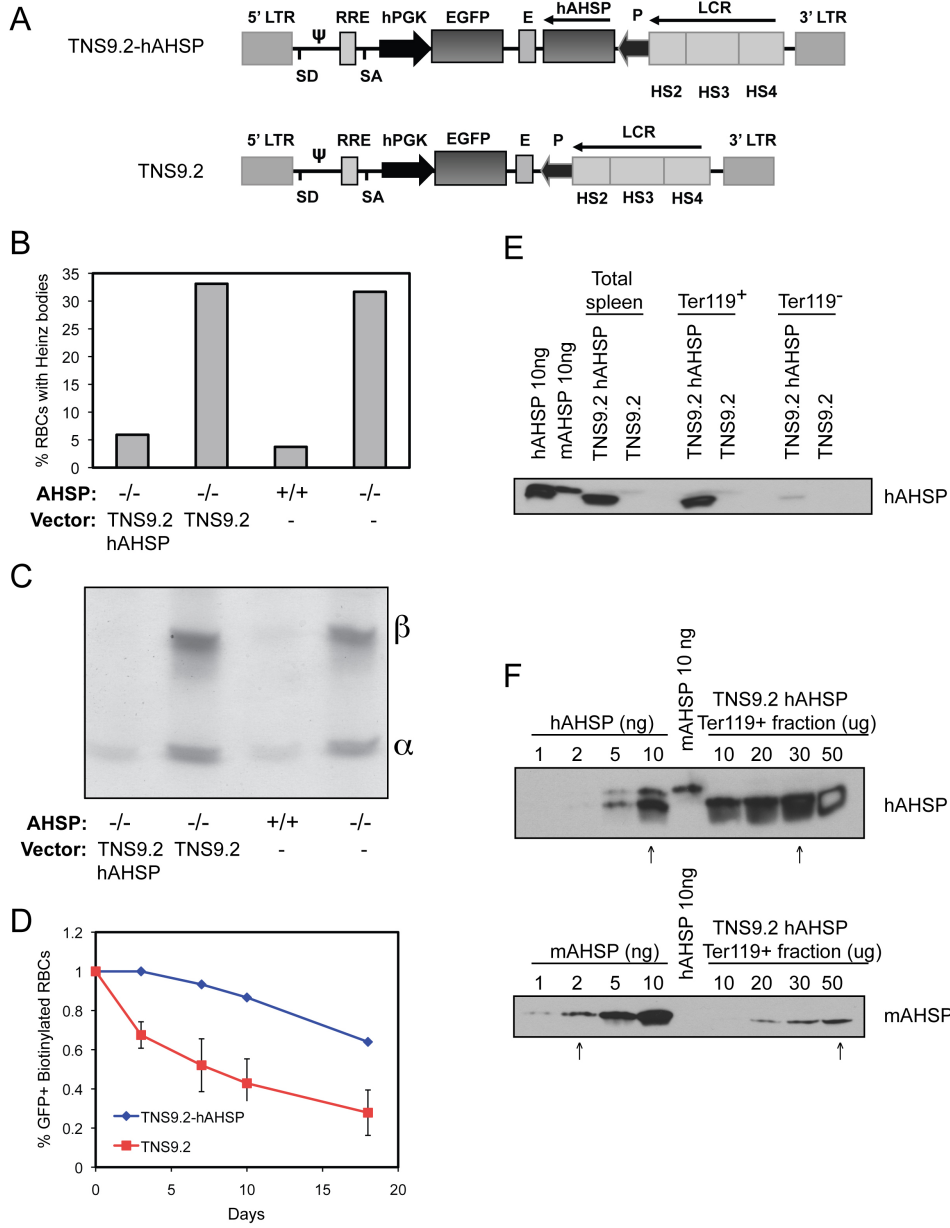 A
5' LTR
Ψ
RRE
hPGK
EGFP
E
hAHSP
P
LCR
3' LTR
TNS9.2-hAHSP
SD
SA
HS2
HS3
HS4
5' LTR
Ψ
RRE
hPGK
EGFP
E
P
LCR
3' LTR
TNS9.2
SD
SA
HS2
HS3
HS4
B
% RBCs with Heinz bodies
35
30
25
20
15
10
5
0
AHSP: -/- -/- +/+ -/-
Vector: TNS9.2 TNS9.2 - -
hAHSP
C
β
α
AHSP: -/- -/- +/+ -/-
Vector: TNS9.2 TNS9.2 - -
hAHSP
D
% GFP+ Biotinylated RBCs
1.2
1
0.8
0.6
0.4
0.2
0
TNS9.2-hAHSP
TNS9.2
0 5 10 15 20
Days
E
Total
spleen
Ter119+
Ter119-
hAHSP 10ng
mAHSP 10ng
TNS9.2 hAHSP
TNS9.2
TNS9.2 hAHSP
TNS9.2
TNS9.2 hAHSP
TNS9.2
hAHSP
F
hAHSP (ng)
mAHSP 10 ng
TNS9.2 hAHSP
Ter119+ fraction (ug)
1 2 5 10 10 20 30 50
hAHSP
mAHSP (ng)
hAHSP 10ng
TNS9.2 hAHSP
Ter119+ fraction (ug)
1 2 5 10 10 20 30 50
mAHSP